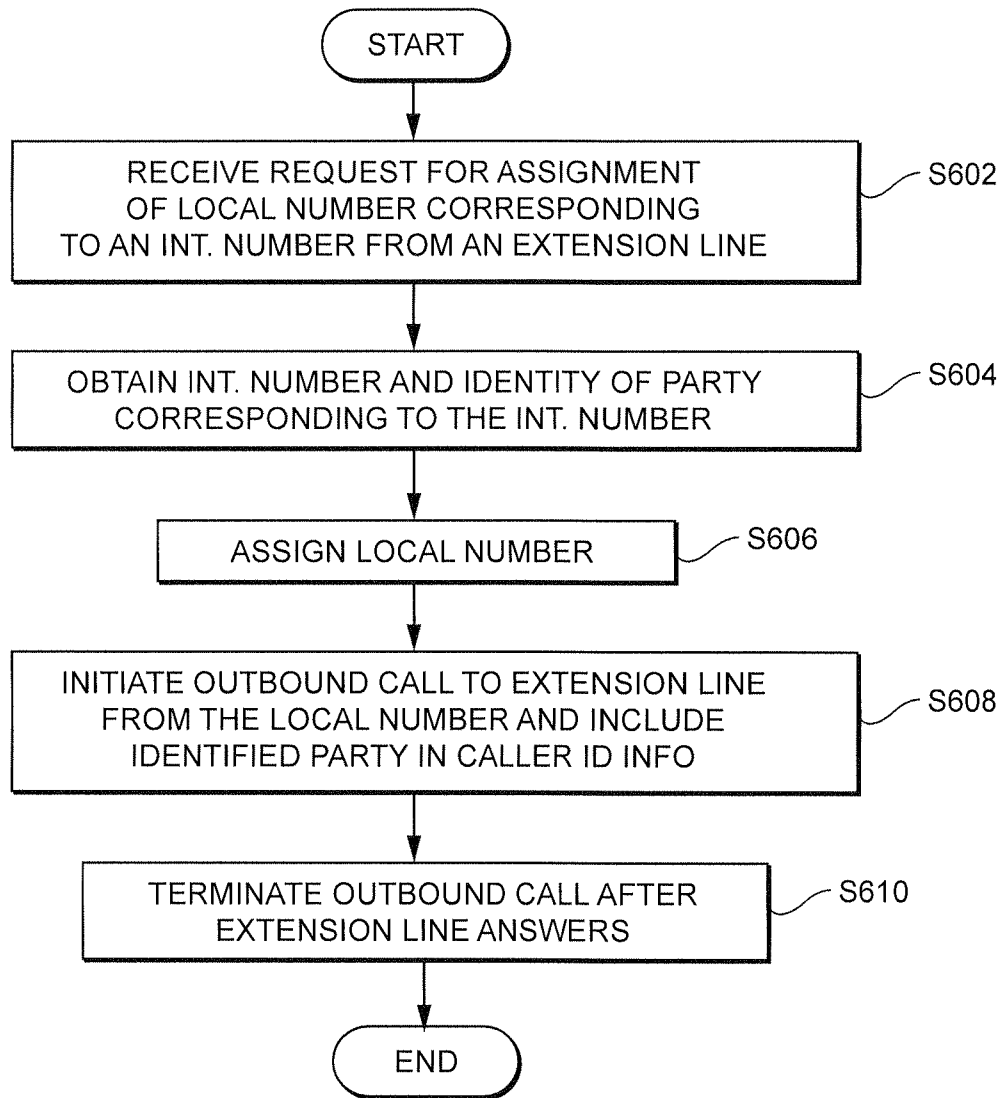 START
RECEIVE REQUEST FOR ASSIGNMENT
OF LOCAL NUMBER CORRESPONDING
TO AN INT. NUMBER FROM AN EXTENSION LINE
S602
OBTAIN INT. NUMBER AND IDENTITY OF PARTY
CORRESPONDING TO THE INT. NUMBER
S604
ASSIGN LOCAL NUMBER
S606
INITIATE OUTBOUND CALL TO EXTENSION LINE
FROM THE LOCAL NUMBER AND INCLUDE
IDENTIFIED PARTY IN CALLER ID INFO
S608
TERMINATE OUTBOUND CALL AFTER
EXTENSION LINE ANSWERS
S610
END